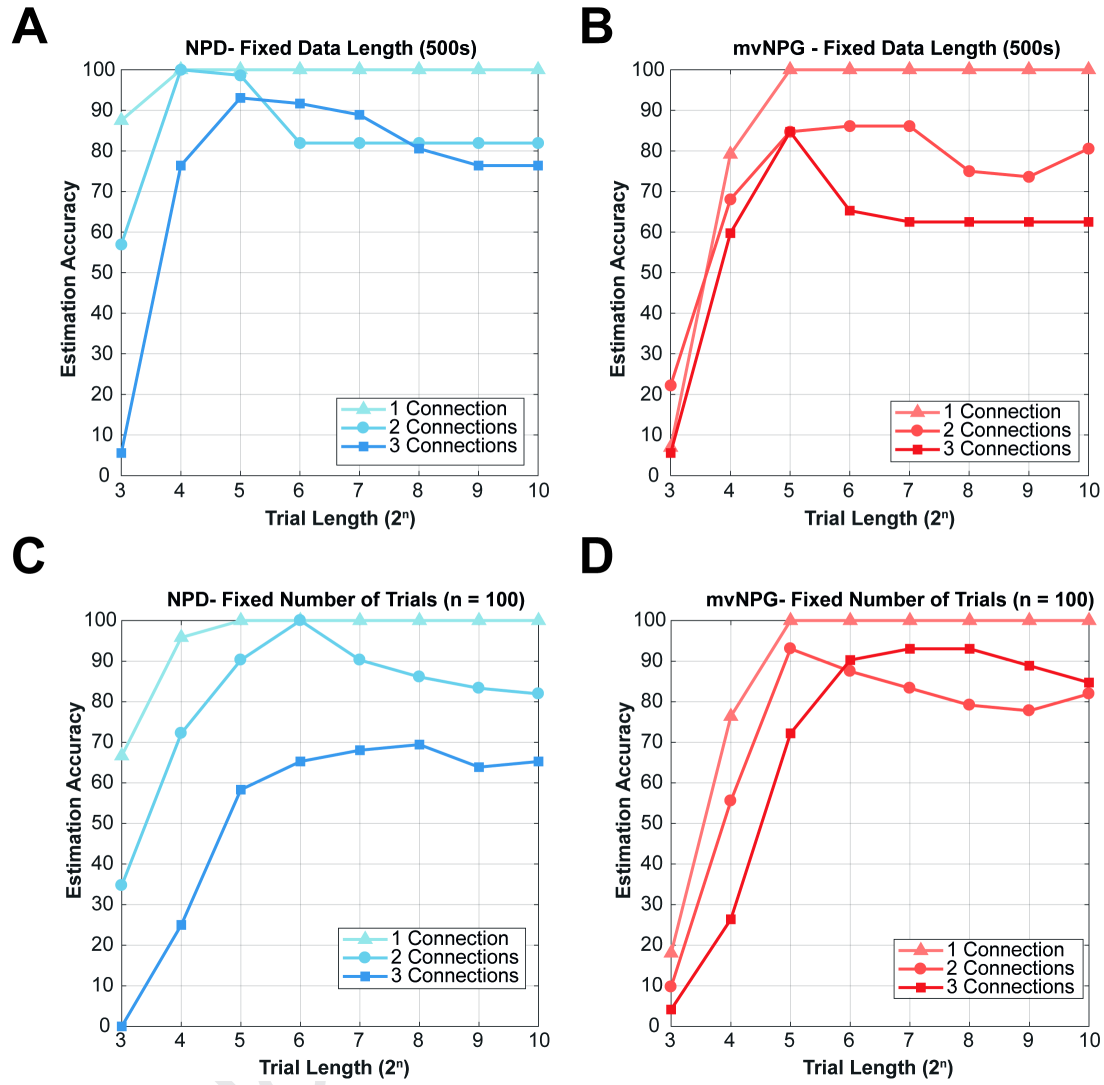 A
NPD- Fixed Data Length (500s)
100
90
80
70
60
50
40
30
20
10
0
Estimation Accuracy
1 Connection
2 Connections
3 Connections
3 4 5 6 7 8 9 10
Trial Length (2ⁿ)
B
mvNPG - Fixed Data Length (500s)
100
90
80
70
60
50
40
30
20
10
0
Estimation Accuracy
1 Connection
2 Connections
3 Connections
3 4 5 6 7 8 9 10
Trial Length (2ⁿ)
C
NPD- Fixed Number of Trials (n = 100)
100
90
80
70
60
50
40
30
20
10
0
Estimation Accuracy
1 Connection
2 Connections
3 Connections
3 4 5 6 7 8 9 10
Trial Length (2ⁿ)
D
mvNPG- Fixed Number of Trials (n = 100)
100
90
80
70
60
50
40
30
20
10
0
Estimation Accuracy
1 Connection
2 Connections
3 Connections
3 4 5 6 7 8 9 10
Trial Length (2ⁿ)